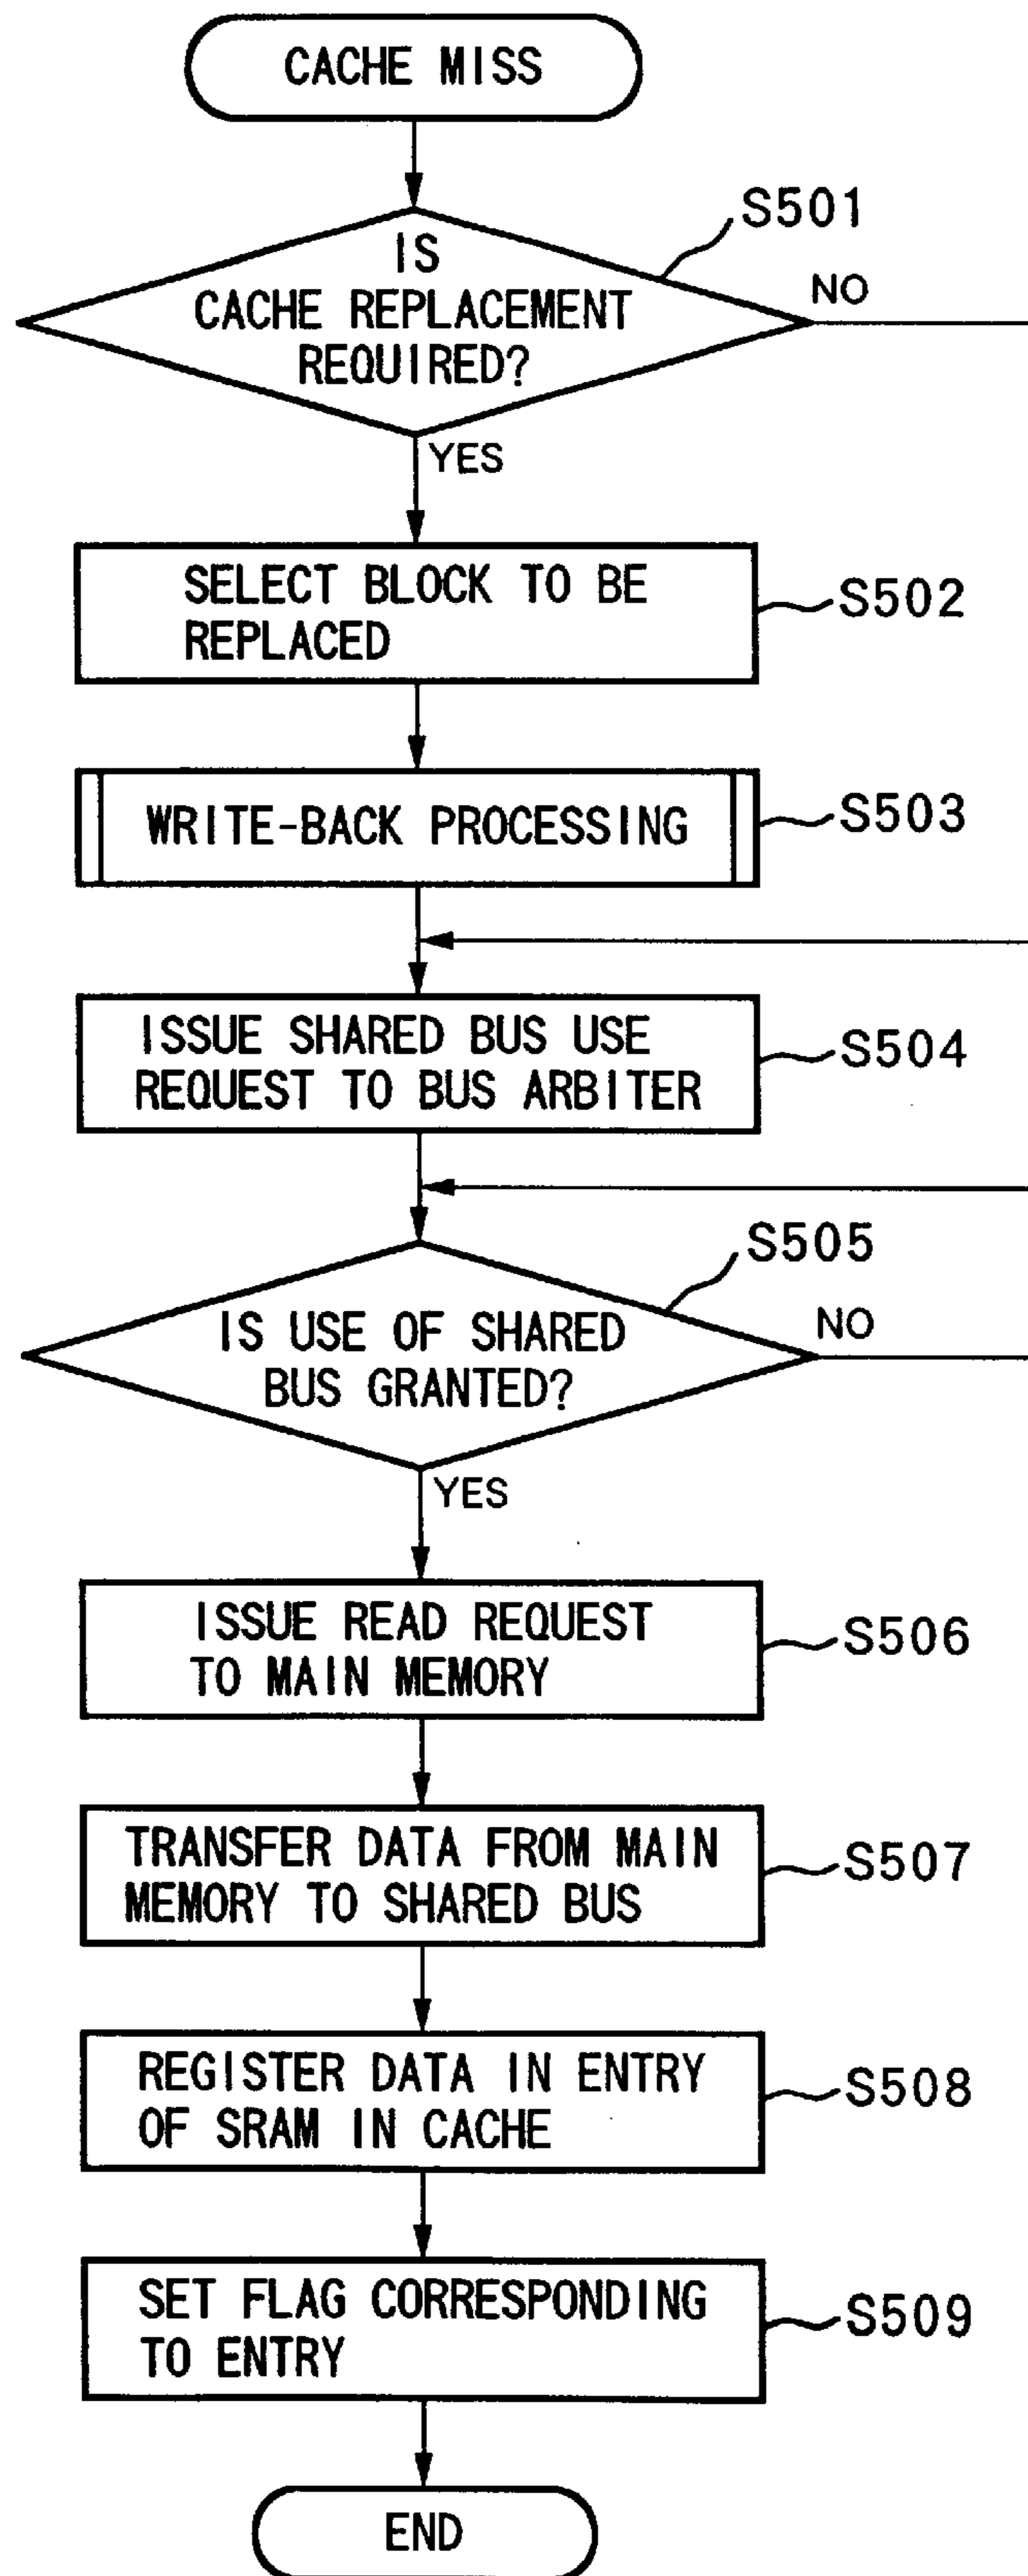 CACHE MISS
S501
IS
CACHE REPLACEMENT
REQUIRED?
NO
YES
SELECT BLOCK TO BE
REPLACED
S502
WRITE-BACK PROCESSING
S503
ISSUE SHARED BUS USE
REQUEST TO BUS ARBITER
S504
S505
IS USE OF SHARED
BUS GRANTED?
NO
YES
ISSUE READ REQUEST
TO MAIN MEMORY
S506
TRANSFER DATA FROM MAIN
MEMORY TO SHARED BUS
S507
REGISTER DATA IN ENTRY
OF SRAM IN CACHE
S508
SET FLAG CORRESPONDING
TO ENTRY
S509
END